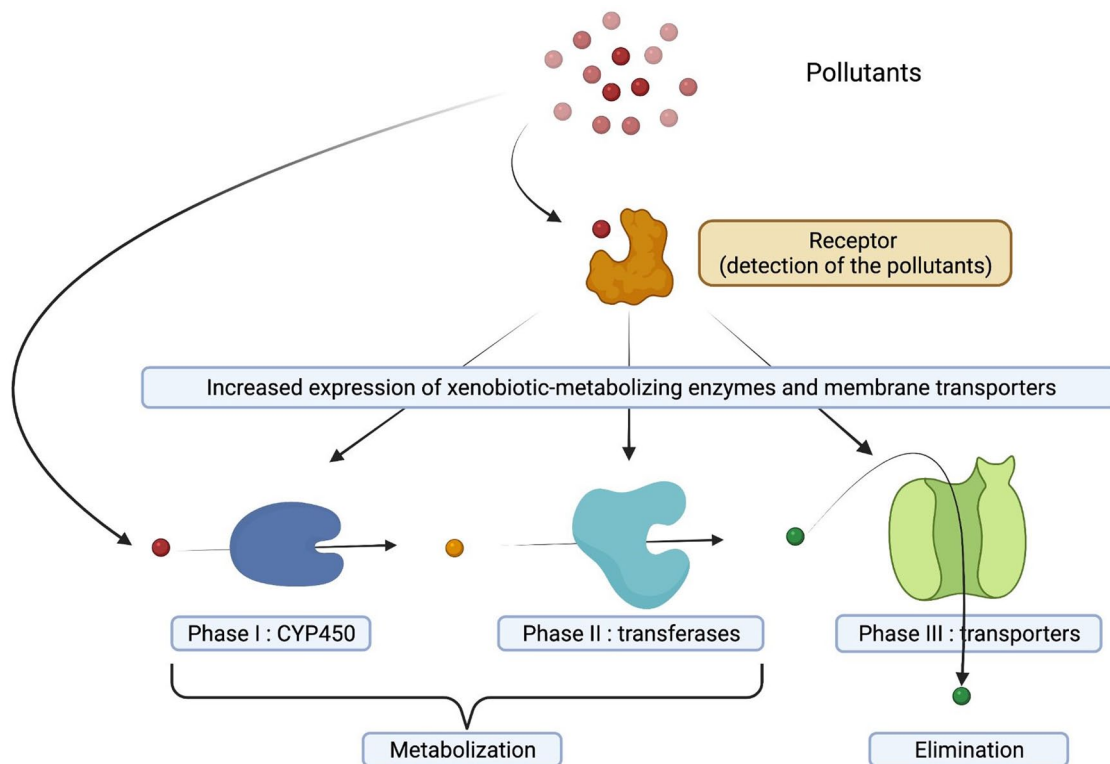 Pollutants
Receptor
(detection of the pollutants)
Increased expression of xenobiotic-metabolizing enzymes and membrane transporters
Phase I : CYP450
Phase II : transferases
Phase III : transporters
Metabolization
Elimination